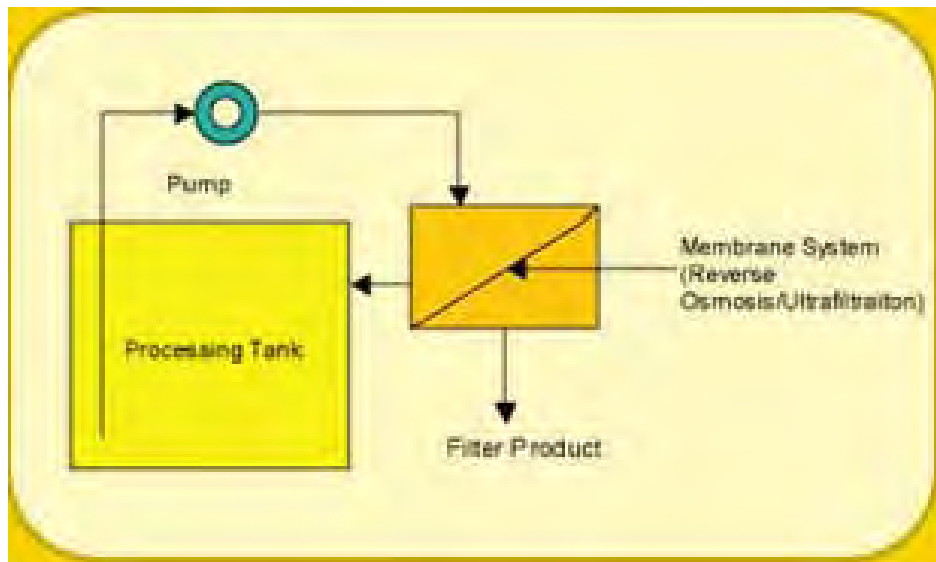 Pump
Membrane System
(Reverse
Osmosis/Ultrafiltraiton)
Processing Tank
Filter Product